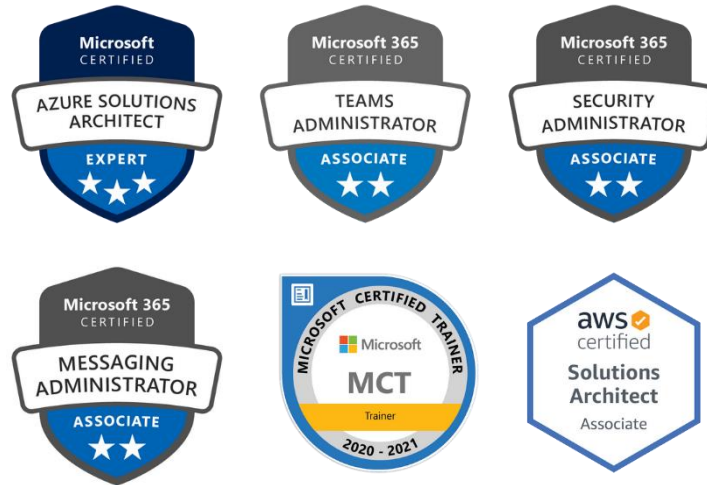 Microsoft
CERTIFIED
AZURE SOLUTIONS
ARCHITECT
EXPERT
Microsoft 365
CERTIFIED
TEAMS
ADMINISTRATOR
ASSOCIATE
Microsoft 365
CERTIFIED
SECURITY
ADMINISTRATOR
ASSOCIATE
Microsoft 365
CERTIFIED
MESSAGING
ADMINISTRATOR
ASSOCIATE
MICROSOFT CERTIFIED TRAINER
Microsoft
MCT
Trainer
2020 - 2021
aws
certified
Solutions
Architect
Associate